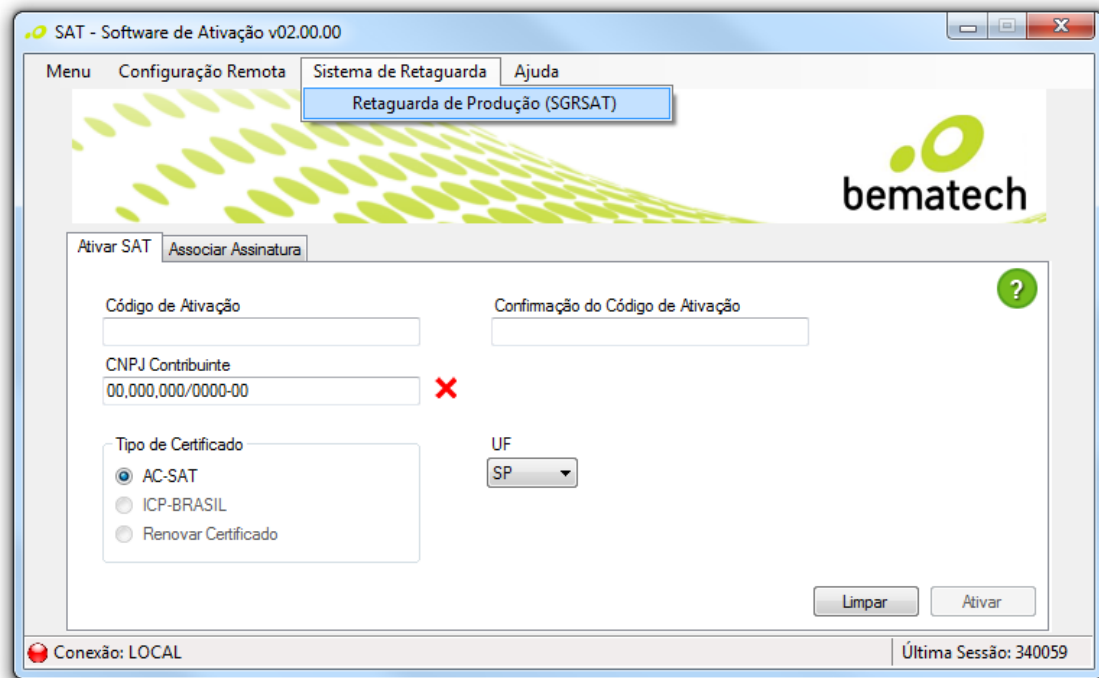 SAT - Software de Ativação v02.00.00
Menu Configuração Remota Sistema de Retaguarda Ajuda
Retaguarda de Produção (SGRSAT)
bematech
Ativar SAT Associar Assinatura
?
Código de Ativação Confirmação do Código de Ativação
CNPJ Contribuinte
00,000,000/0000-00
Tipo de Certificado UF
AC-SAT SP
ICP-BRASIL
Renovar Certificado
Limpar Ativar
Conexão: LOCAL Última Sessão: 340059